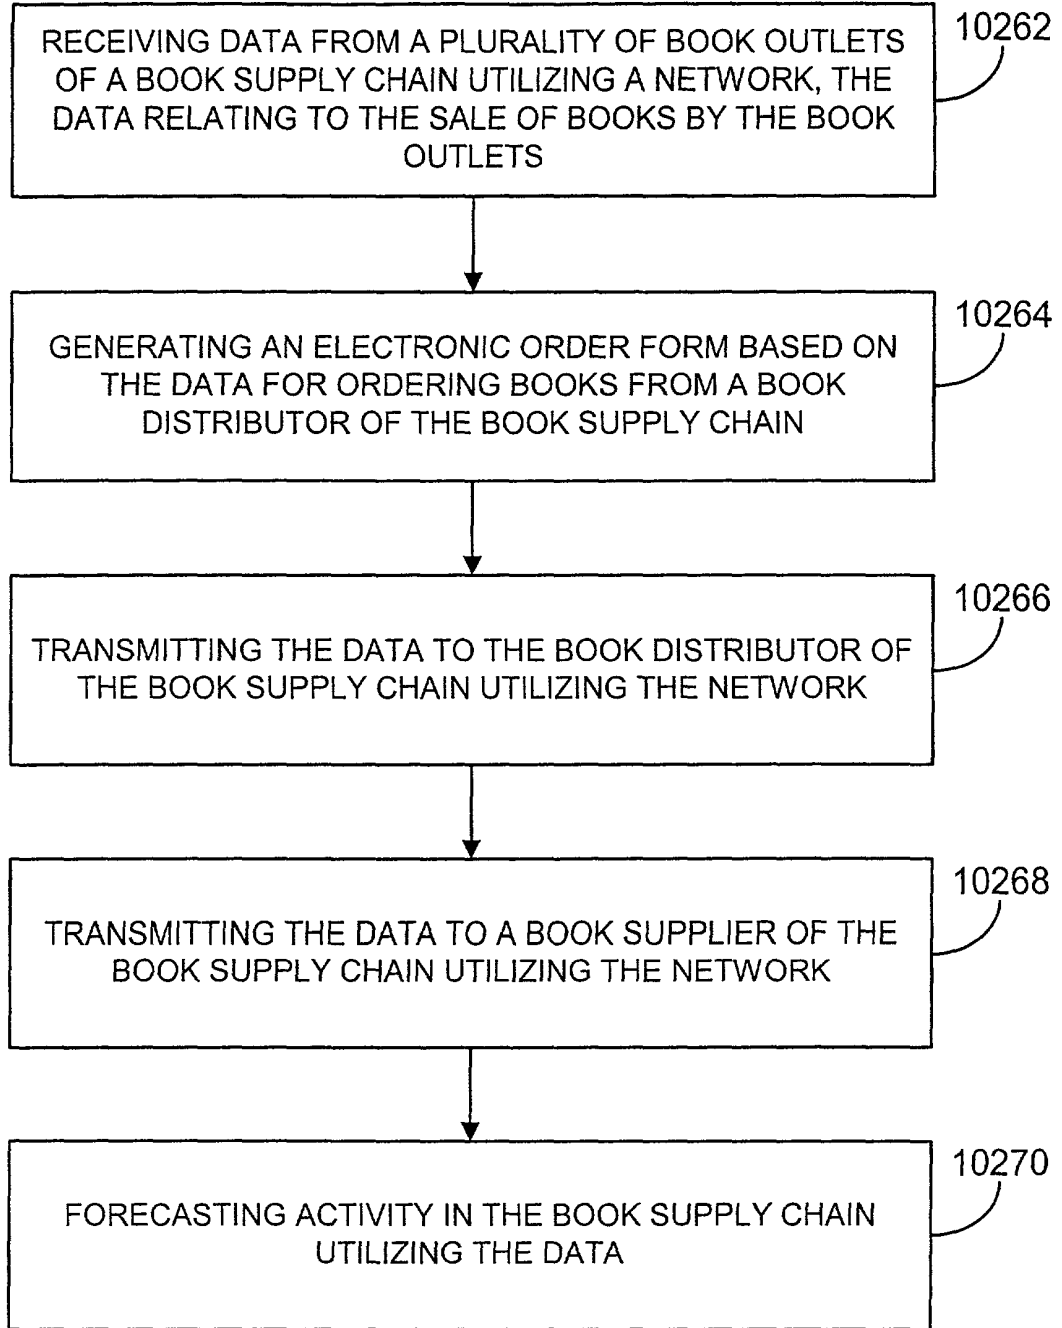 RECEIVING DATA FROM A PLURALITY OF BOOK OUTLETS
OF A BOOK SUPPLY CHAIN UTILIZING A NETWORK, THE
DATA RELATING TO THE SALE OF BOOKS BY THE BOOK
OUTLETS
10262
GENERATING AN ELECTRONIC ORDER FORM BASED ON
THE DATA FOR ORDERING BOOKS FROM A BOOK
DISTRIBUTOR OF THE BOOK SUPPLY CHAIN
10264
TRANSMITTING THE DATA TO THE BOOK DISTRIBUTOR OF
THE BOOK SUPPLY CHAIN UTILIZING THE NETWORK
10266
TRANSMITTING THE DATA TO A BOOK SUPPLIER OF THE
BOOK SUPPLY CHAIN UTILIZING THE NETWORK
10268
FORECASTING ACTIVITY IN THE BOOK SUPPLY CHAIN
UTILIZING THE DATA
10270